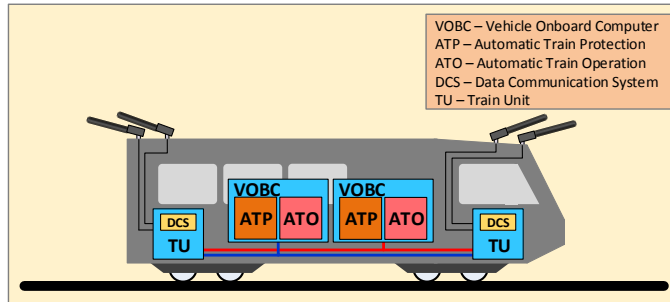 VOBC – Vehicle Onboard Computer
ATP – Automatic Train Protection
ATO – Automatic Train Operation
DCS – Data Communication System
TU – Train Unit
VOBC
ATP ATO
VOBC
ATP ATO
DCS
TU
DCS
TU